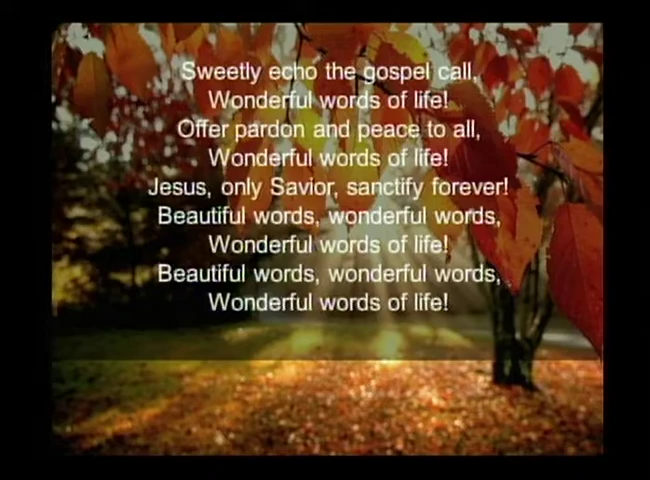 Sweetly echo the gospel call,
Wonderful words of life!
Offer pardon and peace to all,
Wonderful words of life!
Jesus, only Savior, sanctify forever!
Beautiful words, wonderful words,
Wonderful words of life!
Beautiful words, wonderful words,
Wonderful words of life!